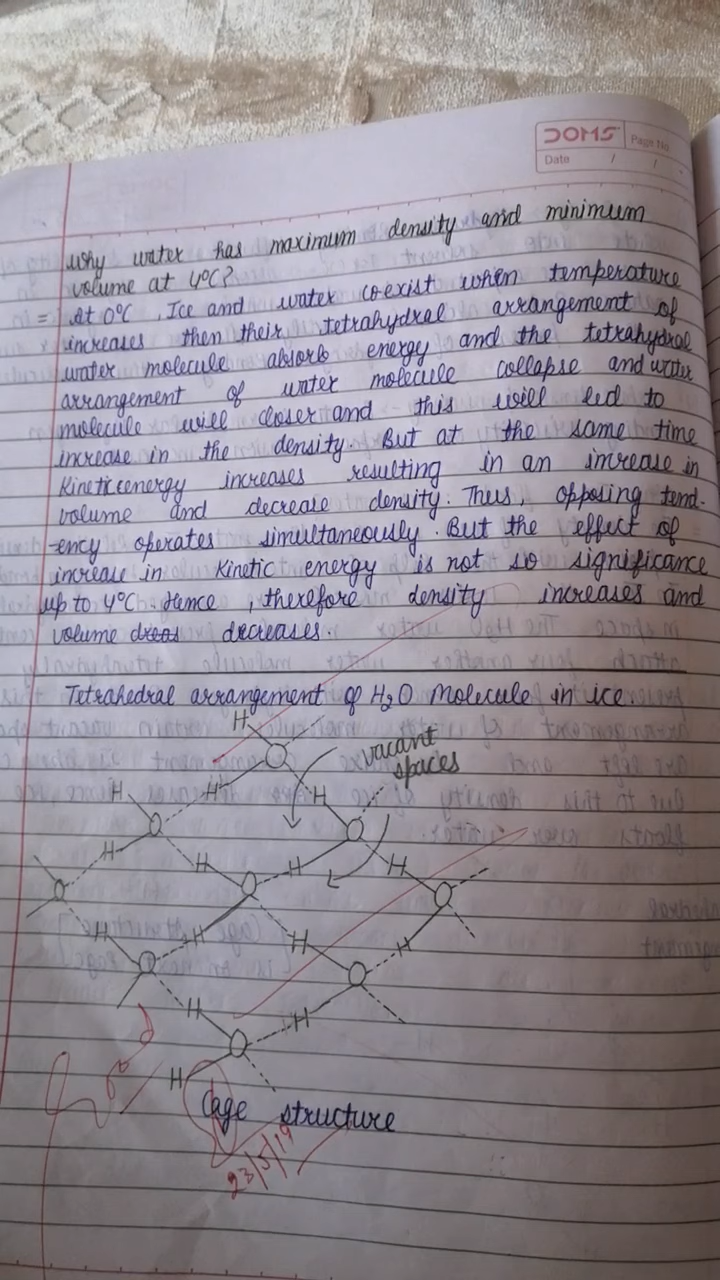 DOMS
Page No
Date / /
Why water has maximum density and minimum
volume at 4°C?
= At 0°C, Ice and water coexist when temperature
increases then their tetrahydral arrangement of
water molecule absorb energy and the tetrahydral
arrangement of water molecule collapse and water
molecule will closer and this will led to
increase in the density. But at the same time
Kineticenergy increases resulting in an increase in
volume and decrease density. Thus, opposing tend-
-ency operates simultaneously. But the effect of
increase in Kinetic energy is not so significance
up to 4°C. Hence, therefore density increases and
volume decreases.
Tetrahedral arrangement of H2O Molecule in ice
H
O
vacant
spaces
H
H
H
O
O
H
H
H
H
O
O
O
H
H
H
H
O
O
H
H
O
H
Cage structure
23/5/19